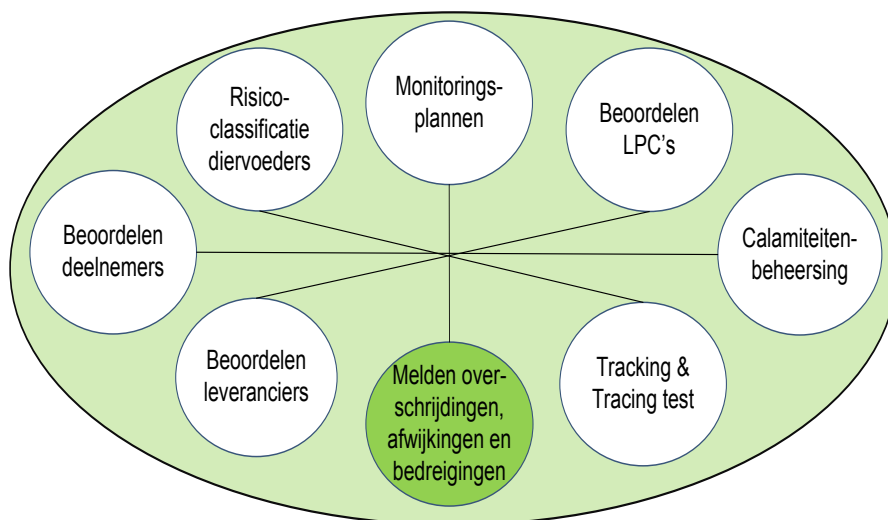 Risico-
classificatie
diervoeders
Monitorings-
plannen
Beoordelen
LPC's
Beoordelen
deelnemers
Calamiteiten-
beheersing
Beoordelen
leveranciers
Melden over-
schrijdingen,
afwijkingen en
bedreigingen
Tracking &
Tracing test